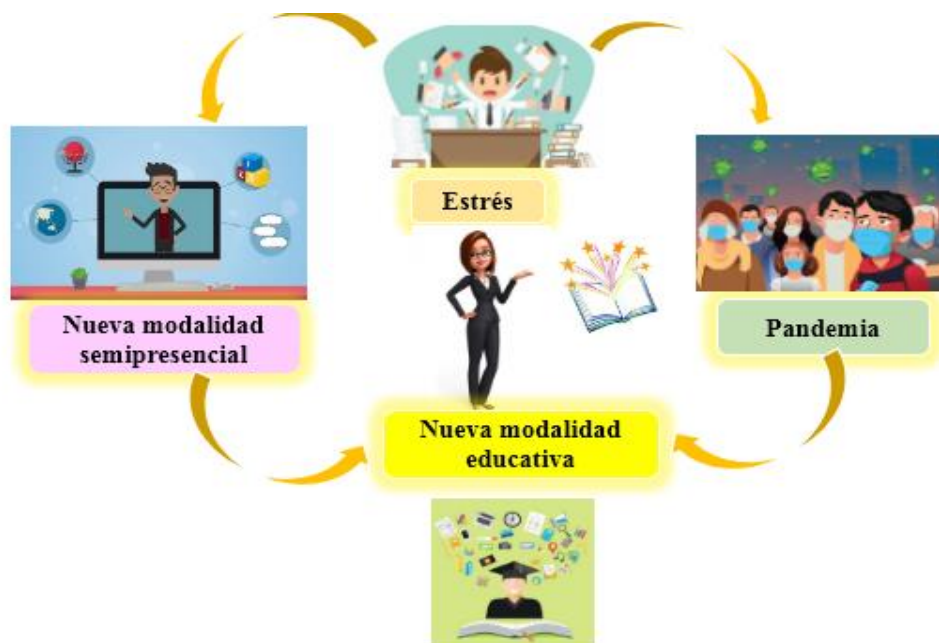 Estrés
Nueva modalidad
semipresencial
Pandemia
Nueva modalidad
educativa